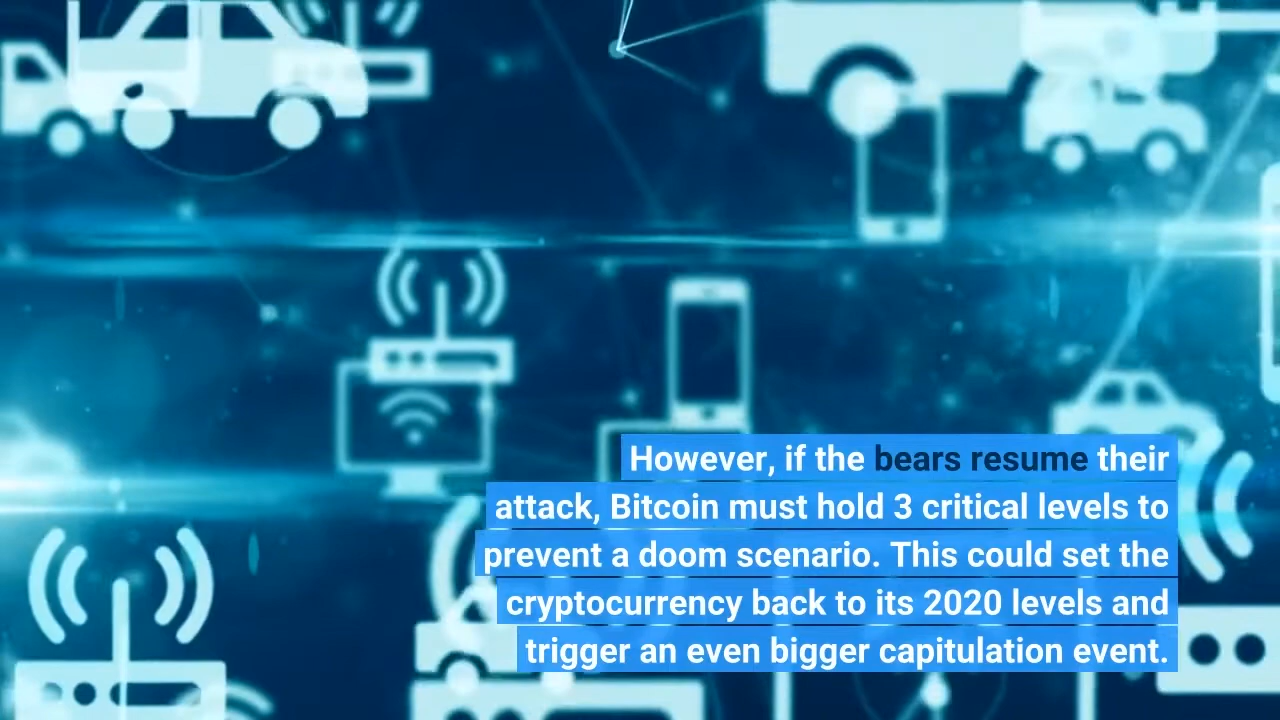 However, if the bears resume their
attack, Bitcoin must hold 3 critical levels to
prevent a doom scenario. This could set the
cryptocurrency back to its 2020 levels and
trigger an even bigger capitulation event.